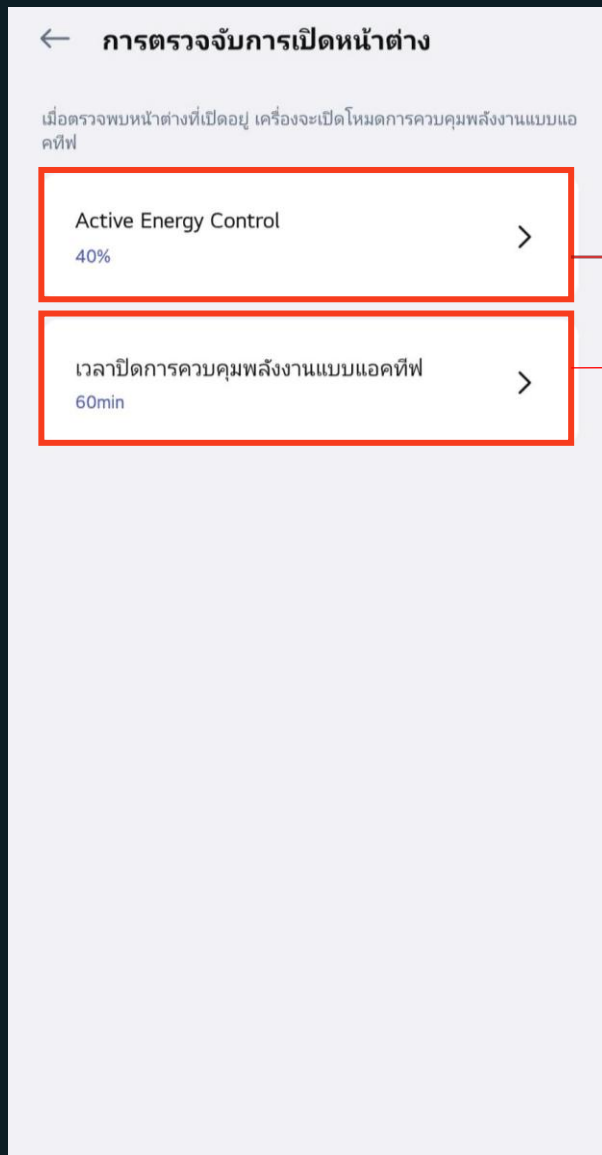 การตรวจจับการเปิดหน้าต่าง
เมื่อตรวจพบหน้าต่างที่เปิดอยู่ เครื่องจะเปิดโหมดการควบคุมพลังงานแบบแอ
คทีฟ
Active Energy Control
40%
เวลาปิดการควบคุมพลังงานแบบแอคทีฟ
60min